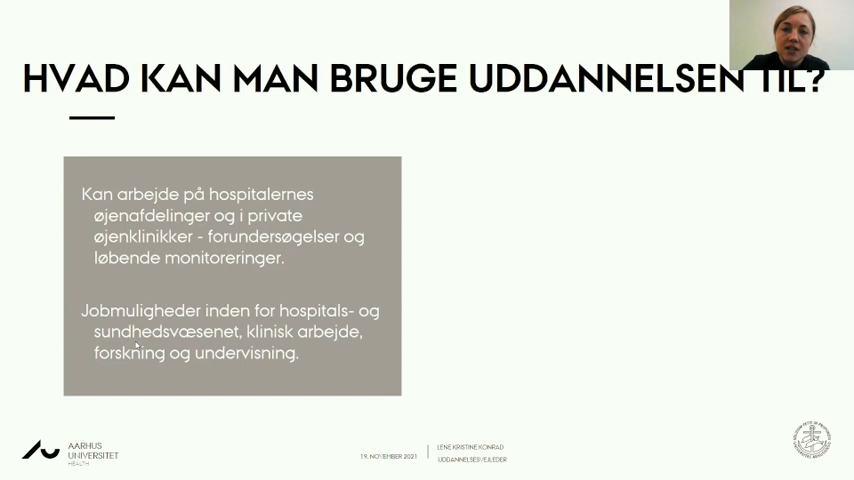 HVAD KAN MAN BRUGE UDDANNELSEN TIL?
Kan arbejde på hospitalernes
øjenafdelinger og i private
øjenklinikker - forundersøgelser og
løbende monitoreringer.
Jobmuligheder inden for hospitals- og
sundhedsvæsenet, klinisk arbejde,
forskning og undervisning.
AARHUS
UNIVERSITET
HEALTH
19. NOVEMBER 2021
LENE KRISTINE KONRAD
UDDANNELSESVEJLEDER